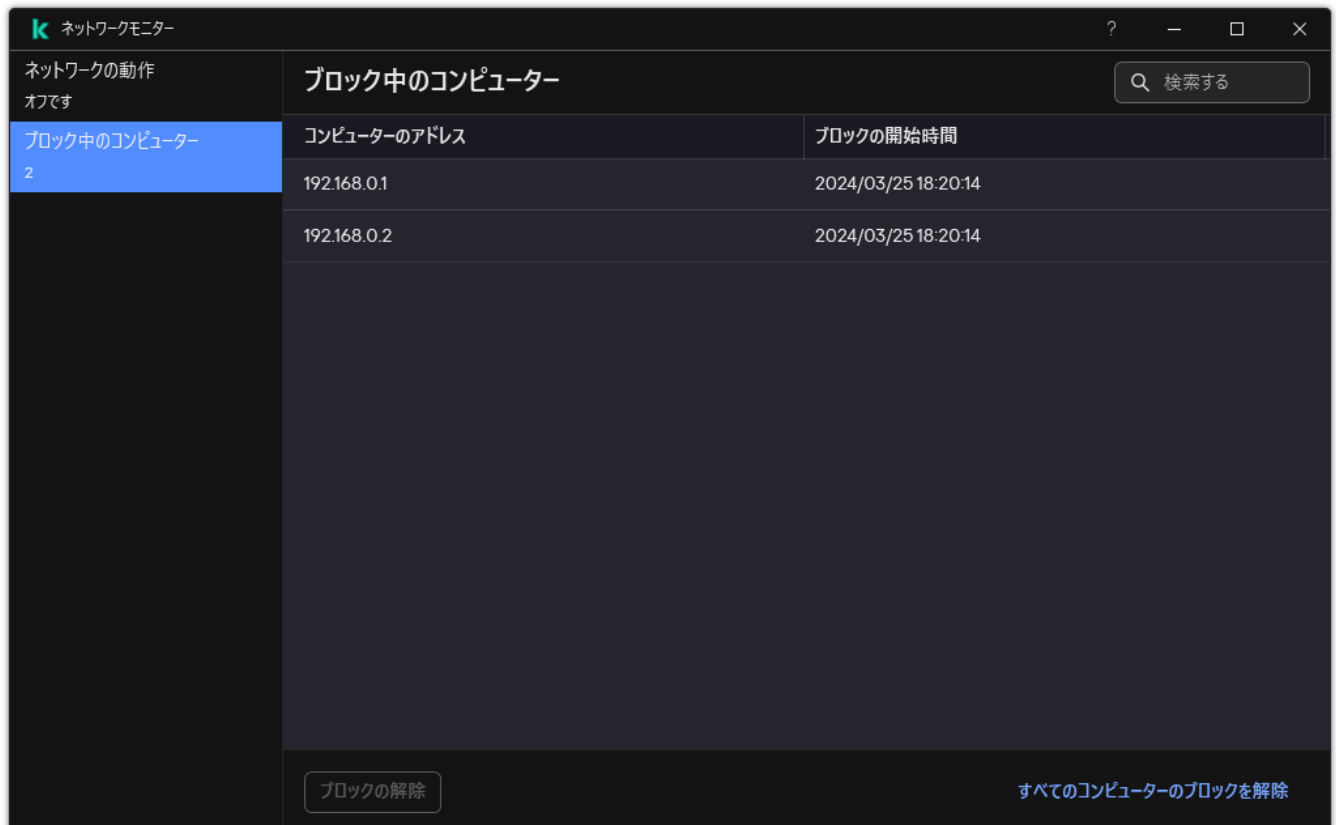 ネットワークモニター
?
ネットワークの動作
オフです
ブロック中のコンピューター
2
ブロック中のコンピューター
検索する
コンピューターのアドレス ブロックの開始時間
192.168.0.1 2024/03/25 18:20:14
192.168.0.2 2024/03/25 18:20:14
ブロックの解除
すべてのコンピューターのブロックを解除